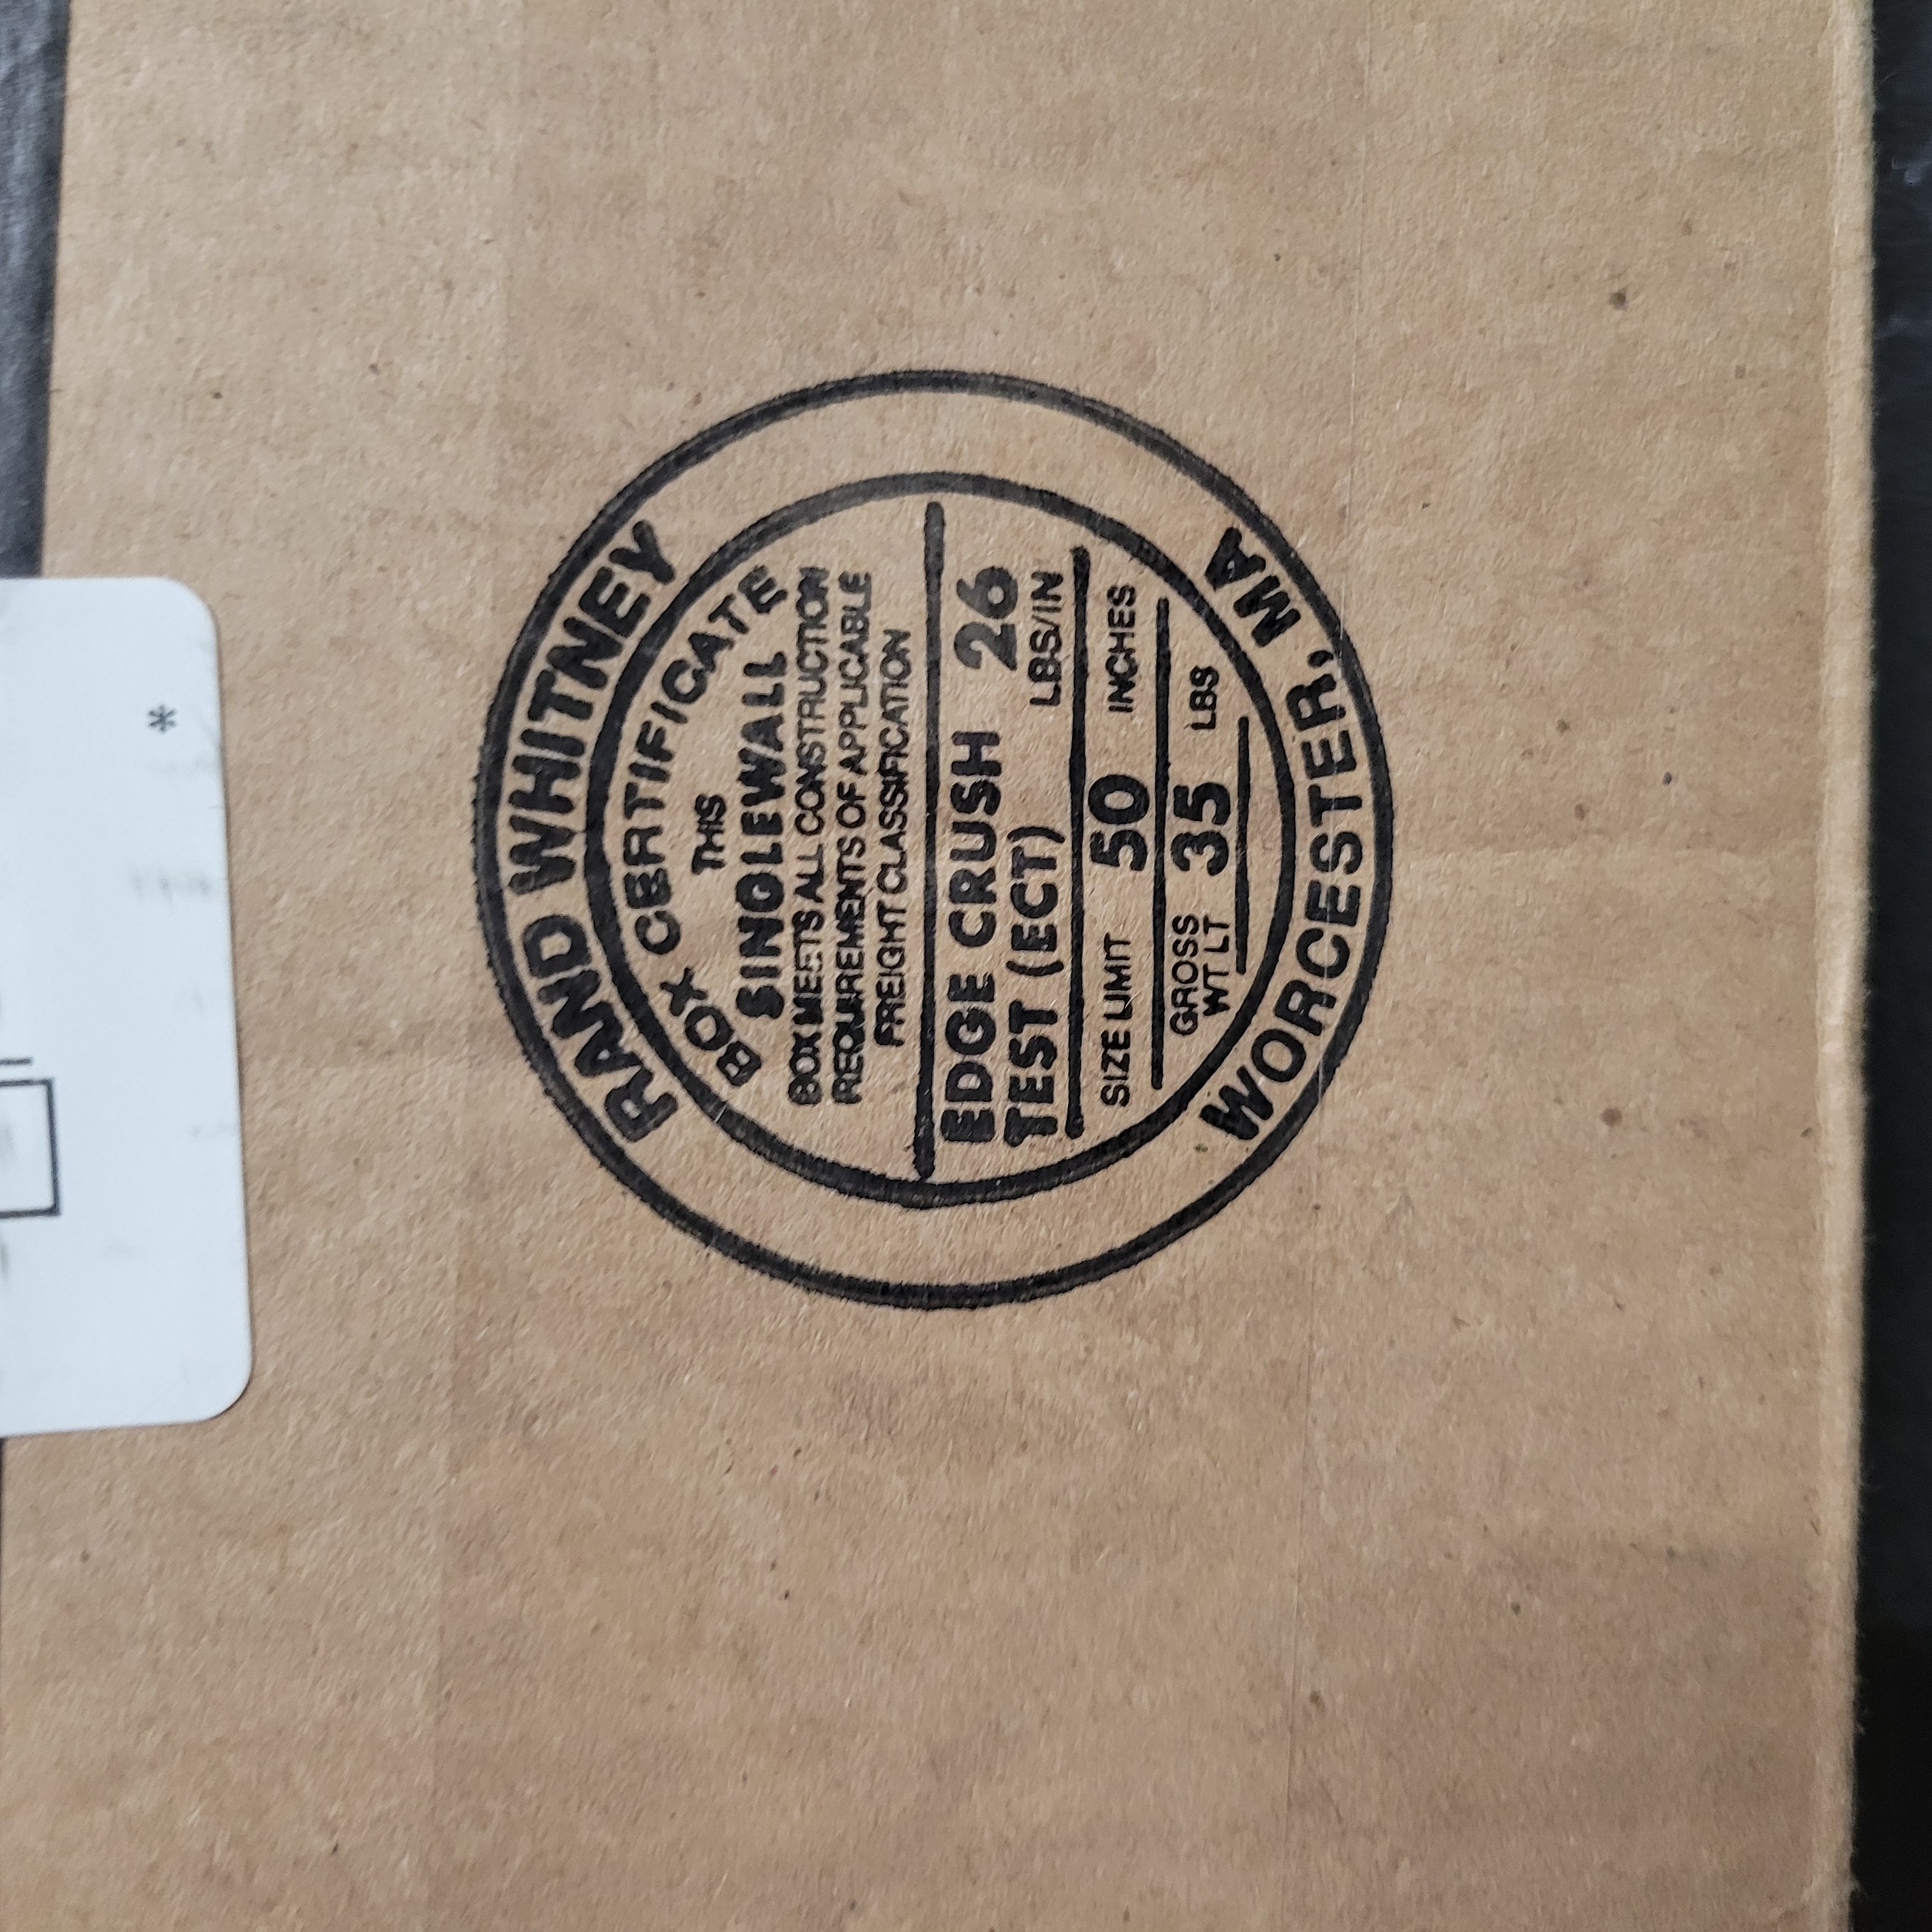 RAND WHITNEY
BOX CERTIFICATE
THIS
SINGLEWALL
BOX MEETS ALL CONSTRUCTION
REQUIREMENTS OF APPLICABLE
FREIGHT CLASSIFICATION
EDGE CRUSH 26
TEST (ECT) LBS/IN
SIZE LIMIT 50 INCHES
GROSS
WT LT 35 LBS
WORCESTER, MA
*